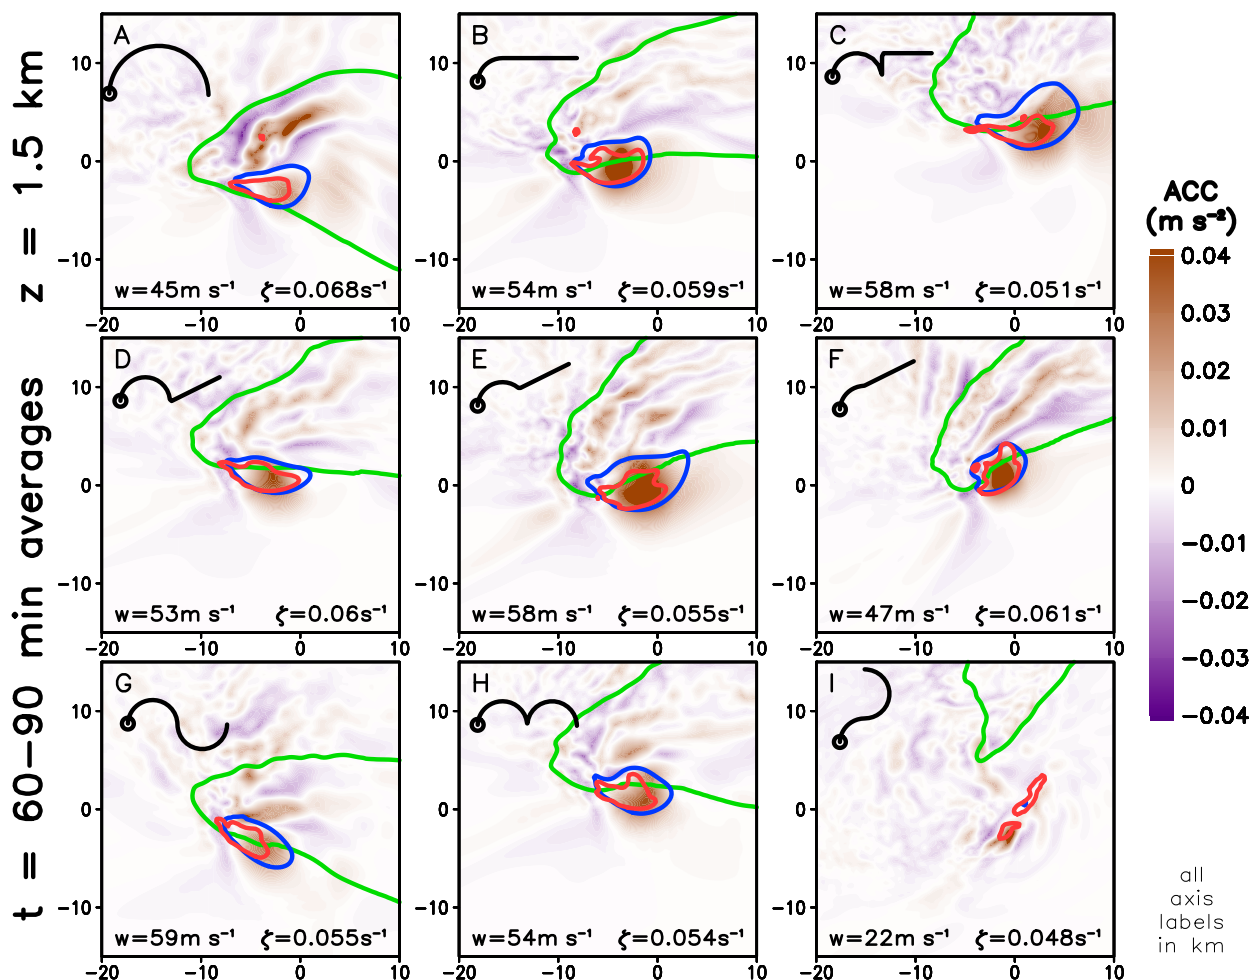 z = 1.5 km
t = 60−90 min averages
A
10
0
−10
w=45m s⁻¹ ζ=0.068s⁻¹
−20 −10 0 10
B
10
0
−10
w=54m s⁻¹ ζ=0.059s⁻¹
−20 −10 0 10
C
10
0
−10
w=58m s⁻¹ ζ=0.051s⁻¹
−20 −10 0 10
D
10
0
−10
w=53m s⁻¹ ζ=0.06s⁻¹
−20 −10 0 10
E
10
0
−10
w=58m s⁻¹ ζ=0.055s⁻¹
−20 −10 0 10
F
10
0
−10
w=47m s⁻¹ ζ=0.061s⁻¹
−20 −10 0 10
G
10
0
−10
w=59m s⁻¹ ζ=0.055s⁻¹
−20 −10 0 10
H
10
0
−10
w=54m s⁻¹ ζ=0.054s⁻¹
−20 −10 0 10
I
10
0
−10
w=22m s⁻¹ ζ=0.048s⁻¹
−20 −10 0 10
ACC
(m s⁻²)
0.04
0.03
0.02
0.01
0
−0.01
−0.02
−0.03
−0.04
all
axis
labels
in km